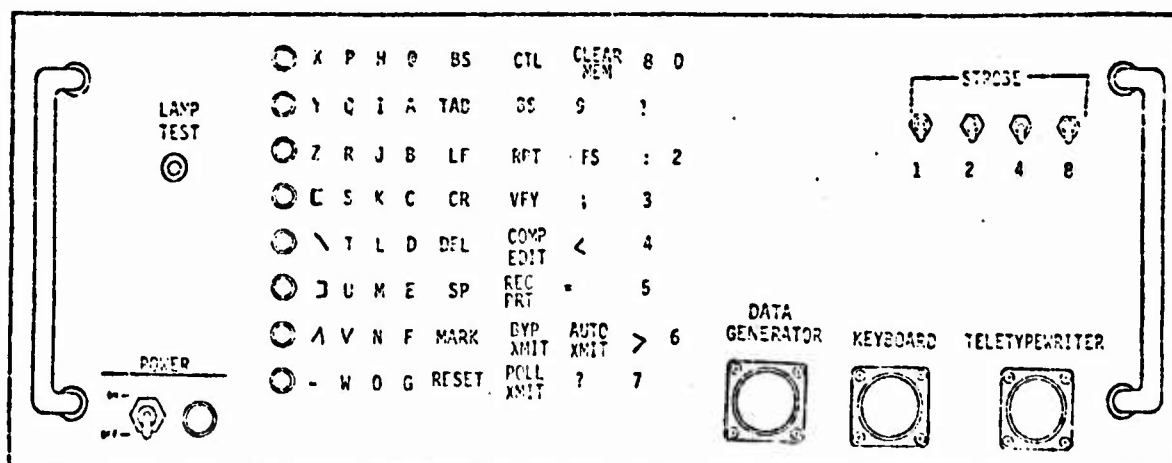 X P H @ BS CTL CLEAR MEM 8 0
LAMP TEST
Y Q I A TAB 9 !
Z R J B LF RPT FS : 2
[ S K C CR VFY ; 3
\ T L D DEL COMP EDIT < 4
] U M E SP REC PRT = 5
Λ V N F MARK BYP XMIT AUTO XMIT > 6
- W O G RESET POLL XMIT ? 7
STROBE
1 2 4 8
POWER
ON
OFF
DATA GENERATOR
KEYBOARD
TELETYPEWRITER